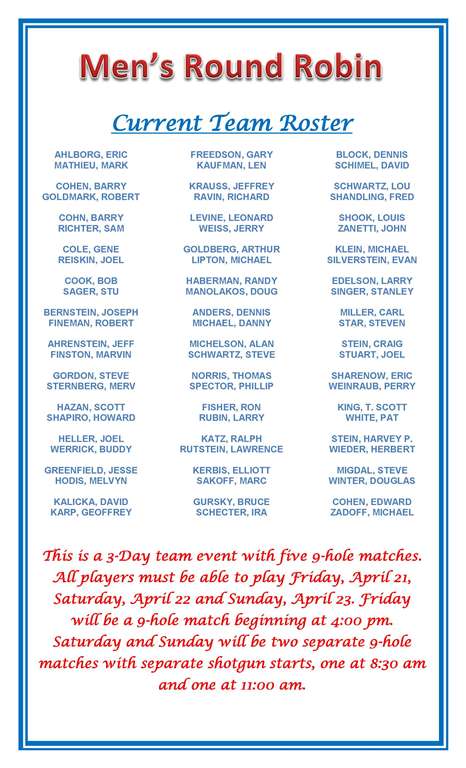 Men's Round Robin
Current Team Roster
AHLBORG, ERIC
MATHIEU, MARK
COHEN, BARRY
GOLDMARK, ROBERT
COHN, BARRY
RICHTER, SAM
COLE, GENE
REISKIN, JOEL
COOK, BOB
SAGER, STU
BERNSTEIN, JOSEPH
FINEMAN, ROBERT
AHRENSTEIN, JEFF
FINSTON, MARVIN
GORDON, STEVE
STERNBERG, MERV
HAZAN, SCOTT
SHAPIRO, HOWARD
HELLER, JOEL
WERRICK, BUDDY
GREENFIELD, JESSE
HODIS, MELVYN
KALICKA, DAVID
KARP, GEOFFREY
FREEDSON, GARY
KAUFMAN, LEN
KRAUSS, JEFFREY
RAVIN, RICHARD
LEVINE, LEONARD
WEISS, JERRY
GOLDBERG, ARTHUR
LIPTON, MICHAEL
HABERMAN, RANDY
MANOLAKOS, DOUG
ANDERS, DENNIS
MICHAEL, DANNY
MICHELSON, ALAN
SCHWARTZ, STEVE
NORRIS, THOMAS
SPECTOR, PHILLIP
FISHER, RON
RUBIN, LARRY
KATZ, RALPH
RUTSTEIN, LAWRENCE
KERBIS, ELLIOTT
SAKOFF, MARC
GURSKY, BRUCE
SCHECTER, IRA
BLOCK, DENNIS
SCHIMEL, DAVID
SCHWARTZ, LOU
SHANDLING, FRED
SHOOK, LOUIS
ZANETTI, JOHN
KLEIN, MICHAEL
SILVERSTEIN, EVAN
EDELSON, LARRY
SINGER, STANLEY
MILLER, CARL
STAR, STEVEN
STEIN, CRAIG
STUART, JOEL
SHARENOW, ERIC
WEINRAUB, PERRY
KING, T. SCOTT
WHITE, PAT
STEIN, HARVEY P.
WIEDER, HERBERT
MIGDAL, STEVE
WINTER, DOUGLAS
COHEN, EDWARD
ZADOFF, MICHAEL
This is a 3-Day team event with five 9-hole matches.
All players must be able to play Friday, April 21,
Saturday, April 22 and Sunday, April 23. Friday
will be a 9-hole match beginning at 4:00 pm.
Saturday and Sunday will be two separate 9-hole
matches with separate shotgun starts, one at 8:30 am
and one at 11:00 am.